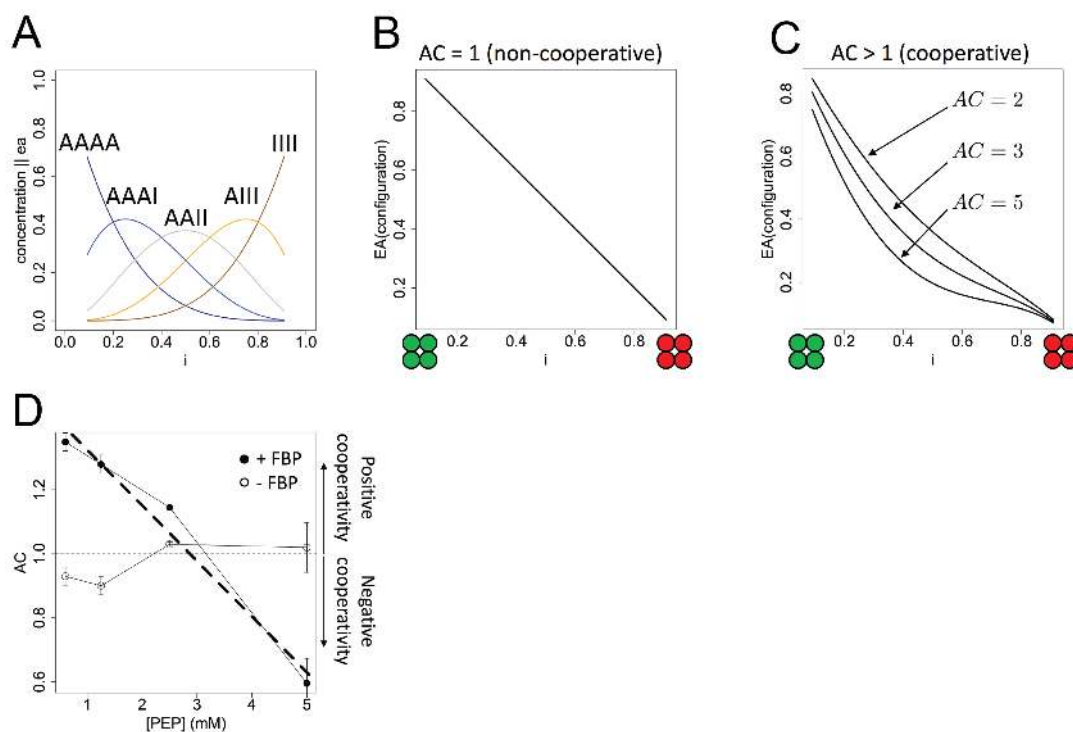 A
concentration || ea
1.0
0.8
0.6
0.4
0.2
0.0
AAAA
AAAI
AAII
AIII
IIII
0.0 0.2 0.4 0.6 0.8 1.0
i
B
AC = 1 (non-cooperative)
EA(configuration)
0.8
0.6
0.4
0.2
0.2 0.4 0.6 0.8
i
C
AC > 1 (cooperative)
EA(configuration)
0.8
0.6
0.4
0.2
AC = 2
AC = 3
AC = 5
0.2 0.4 0.6 0.8
i
D
AC
1.2
1.0
0.8
0.6
+ FBP
- FBP
Positive
cooperativity
Negative
cooperativity
1 2 3 4 5
[PEP] (mM)